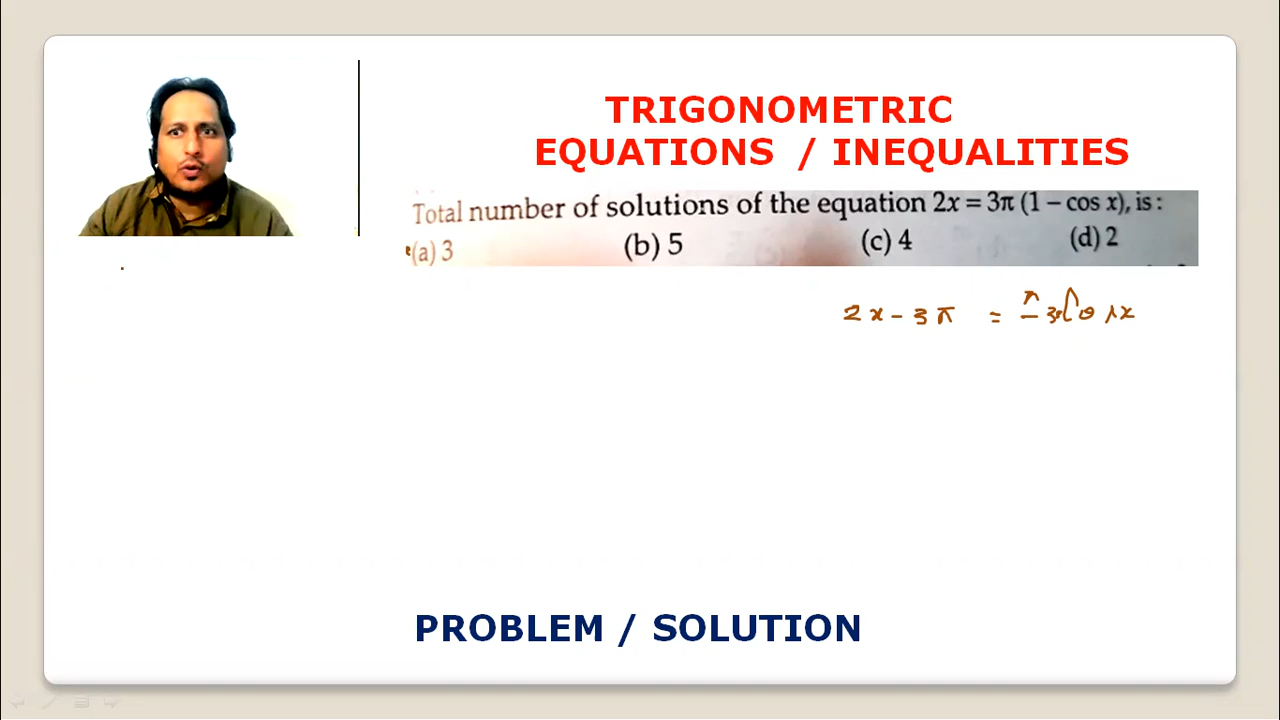 TRIGONOMETRIC
EQUATIONS / INEQUALITIES
Total number of solutions of the equation 2x = 3π (1 – cos x), is :
(a) 3 (b) 5 (c) 4 (d) 2
2x – 3π =
PROBLEM / SOLUTION